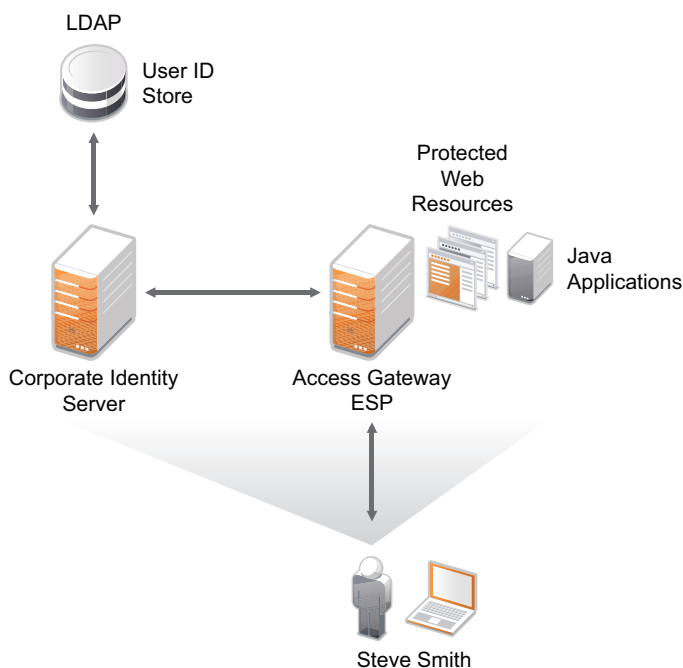 LDAP
User ID
Store
Protected
Web
Resources
Java
Applications
Corporate Identity
Server
Access Gateway
ESP
Steve Smith